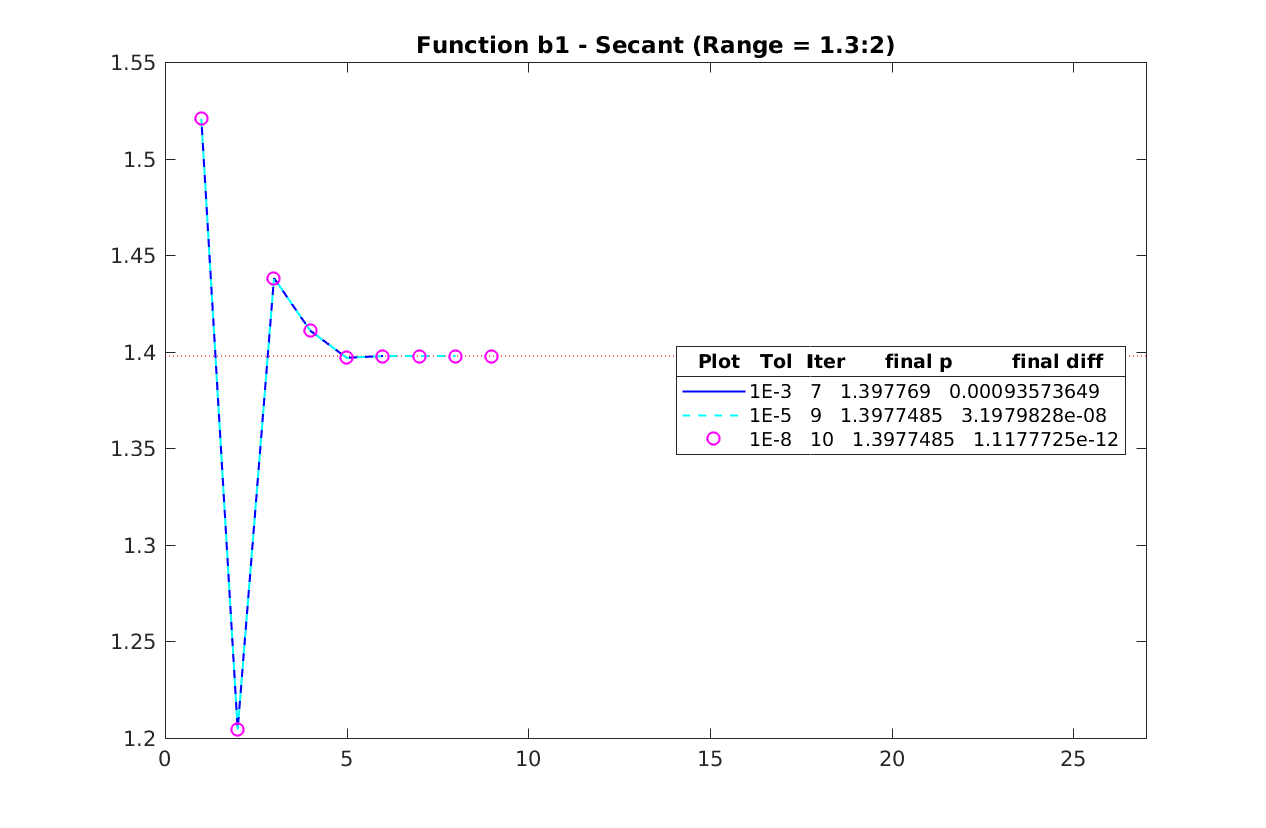 Function b1 - Secant (Range = 1.3:2)
1.55
1.5
1.45
1.4
1.35
1.3
1.25
1.2
Plot Tol Iter final p final diff
1E-3 7 1.397769 0.00093573649
1E-5 9 1.3977485 3.1979828e-08
1E-8 10 1.3977485 1.1177725e-12
0 5 10 15 20 25